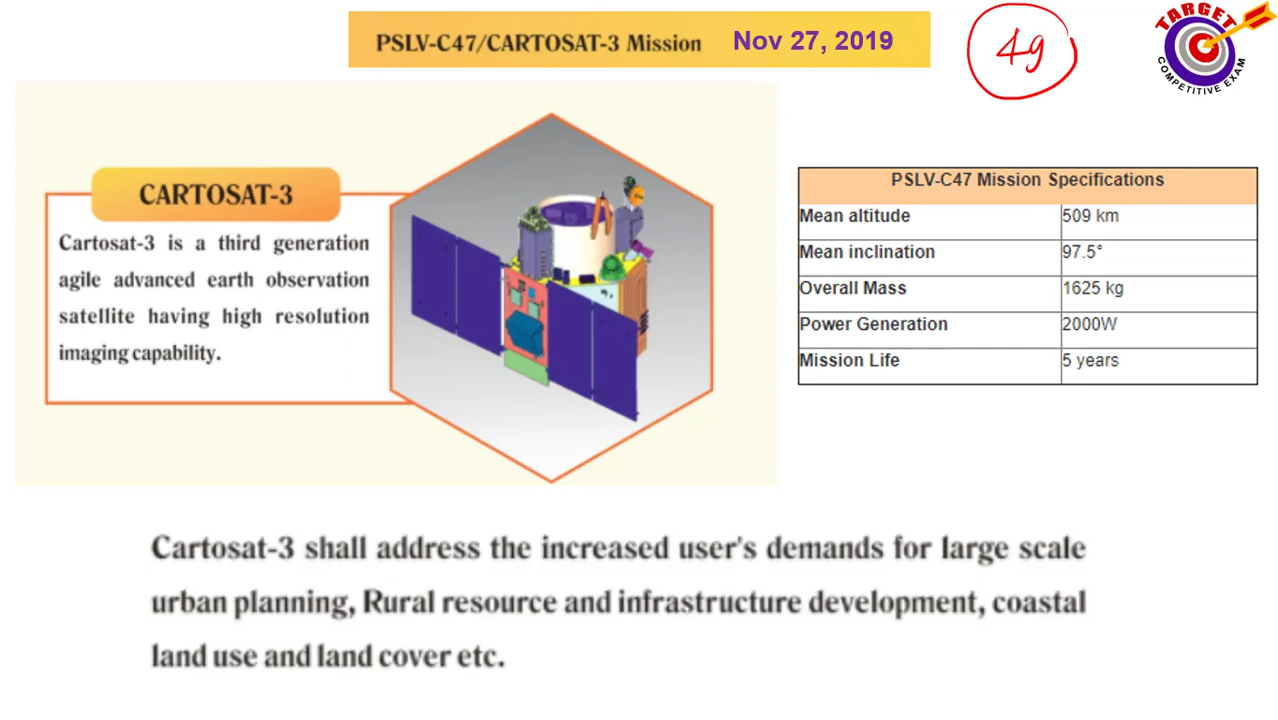 PSLV-C47/CARTOSAT-3 Mission Nov 27, 2019
49
TARGET
COMPETITIVE EXAM
CARTOSAT-3
Cartosat-3 is a third generation
agile advanced earth observation
satellite having high resolution
imaging capability.
PSLV-C47 Mission Specifications
Mean altitude 509 km
Mean inclination 97.5°
Overall Mass 1625 kg
Power Generation 2000W
Mission Life 5 years
Cartosat-3 shall address the increased user's demands for large scale
urban planning, Rural resource and infrastructure development, coastal
land use and land cover etc.